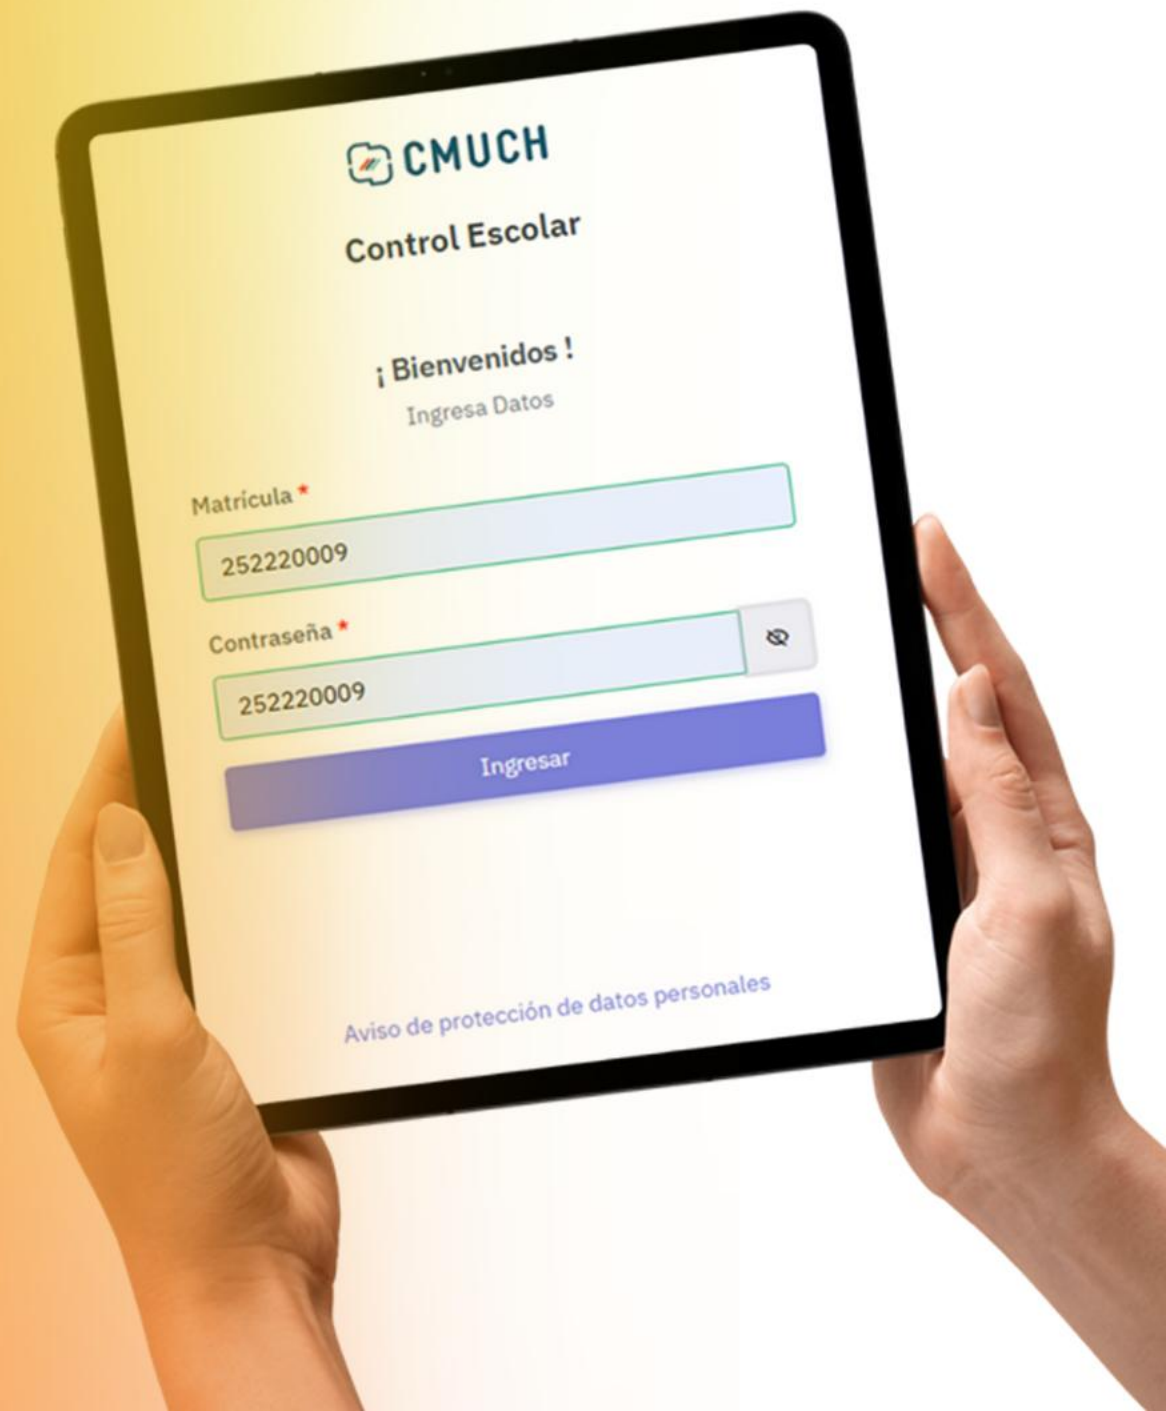 CMUCH
Control Escolar
¡ Bienvenidos !
Ingresa Datos
Matrícula *
252220009
Contraseña *
252220009
Ingresar
Aviso de protección de datos personales